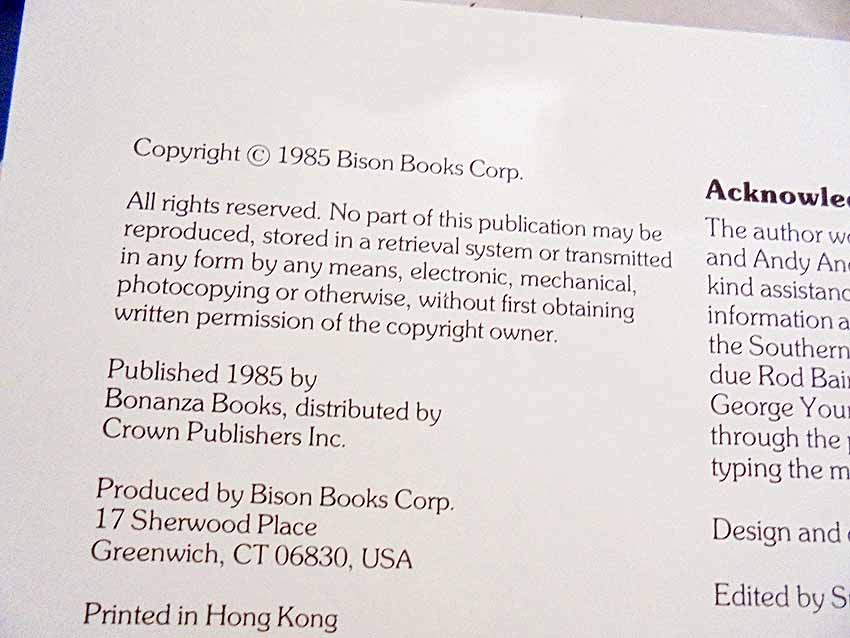 Copyright © 1985 Bison Books Corp.
All rights reserved. No part of this publication may be
reproduced, stored in a retrieval system or transmitted
in any form by any means, electronic, mechanical,
photocopying or otherwise, without first obtaining
written permission of the copyright owner.
Published 1985 by
Bonanza Books, distributed by
Crown Publishers Inc.
Produced by Bison Books Corp.
17 Sherwood Place
Greenwich, CT 06830, USA
Printed in Hong Kong
The author
and Andy
kind
information
the Southern
due Rod
George
through the
typing the
Design and
Edited by